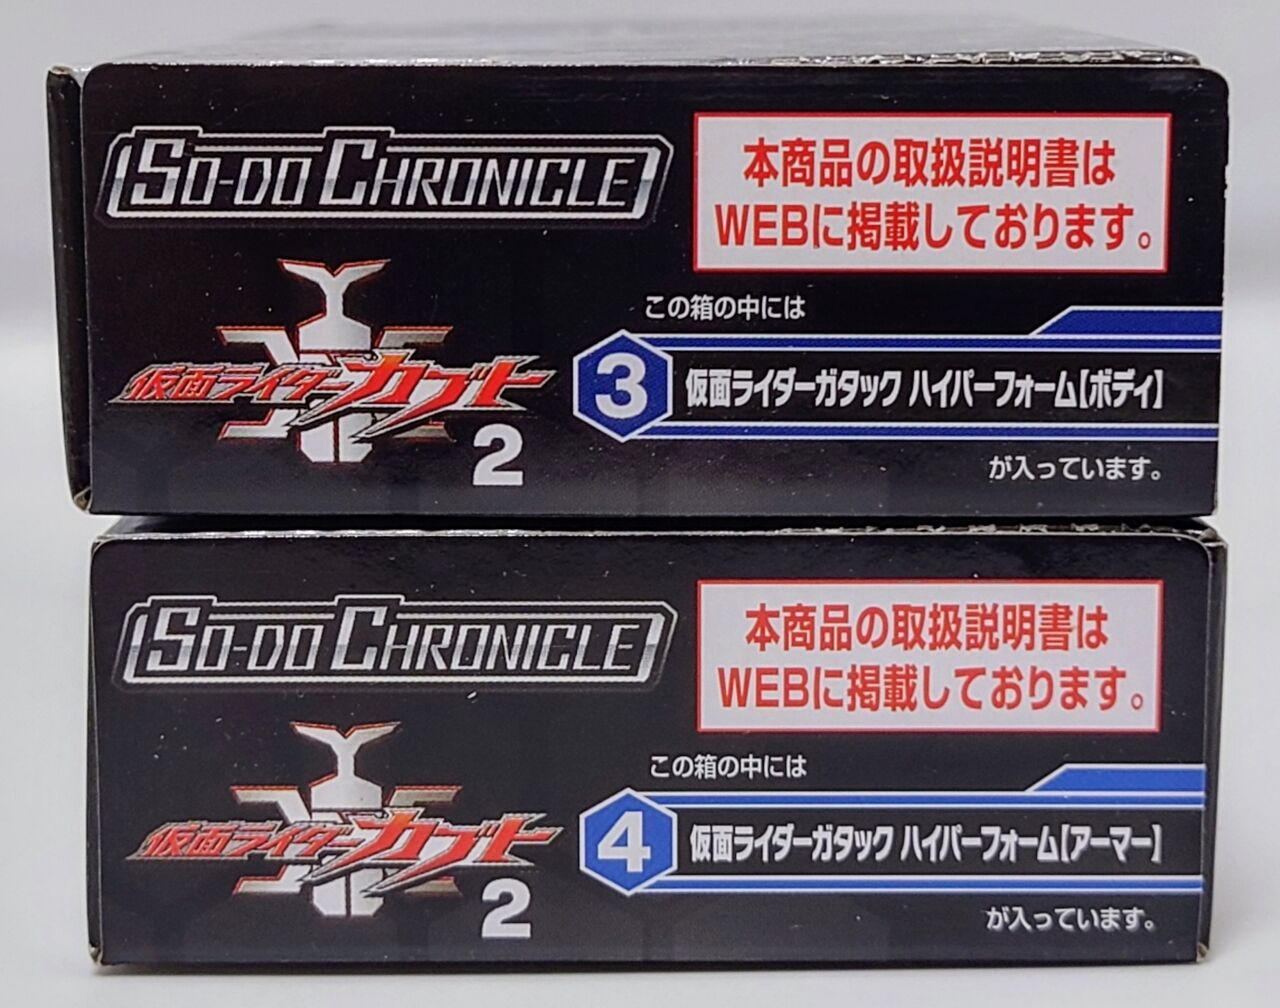 SO-DO CHRONICLE
本商品の取扱説明書は
WEBに掲載しております。
仮面ライダーカブト
2
この箱の中には
3 仮面ライダーガタック ハイパーフォーム【ボディ】
が入っています。
SO-DO CHRONICLE
本商品の取扱説明書は
WEBに掲載しております。
仮面ライダーカブト
2
この箱の中には
4 仮面ライダーガタック ハイパーフォーム【アーマー】
が入っています。